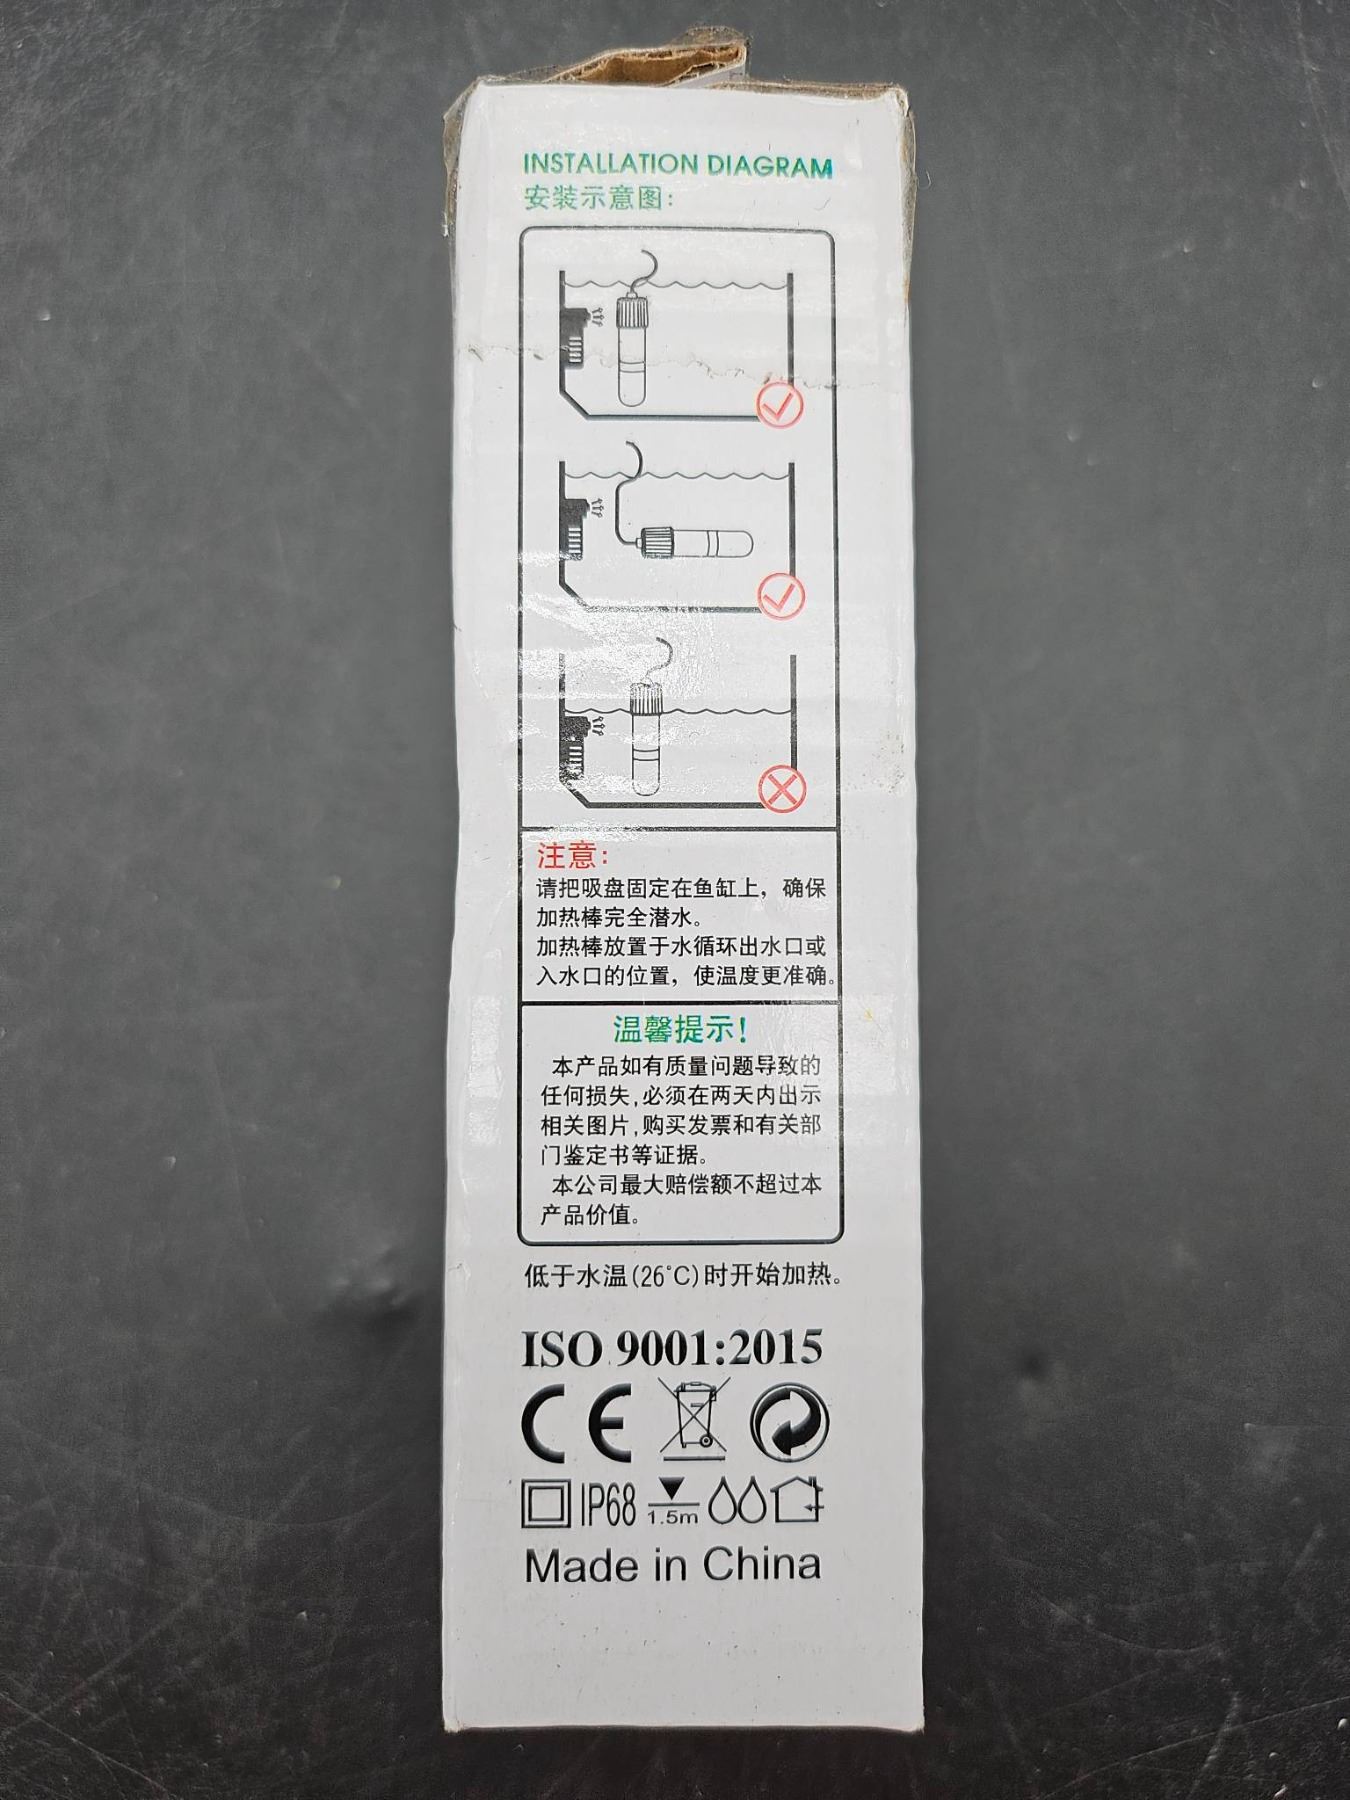 INSTALLATION DIAGRAM
安装示意图:
注意:
请把吸盘固定在鱼缸上，确保
加热棒完全潜水。
加热棒放置于水循环出水口或
入水口的位置，使温度更准确。
温馨提示!
本产品如有质量问题导致的
任何损失,必须在两天内出示
相关图片,购买发票和有关部
门鉴定书等证据。
本公司最大赔偿额不超过本
产品价值。
低于水温(26°C)时开始加热。
ISO 9001:2015
CE
IP68 1.5m
Made in China